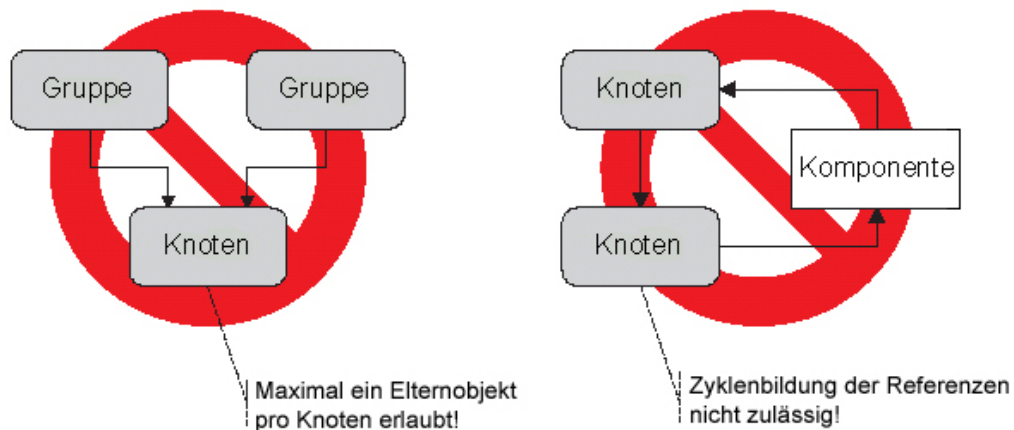 Gruppe
Gruppe
Knoten
Maximal ein Elternobjekt
pro Knoten erlaubt!
Knoten
Komponente
Knoten
Zyklenbildung der Referenzen
nicht zulässig!